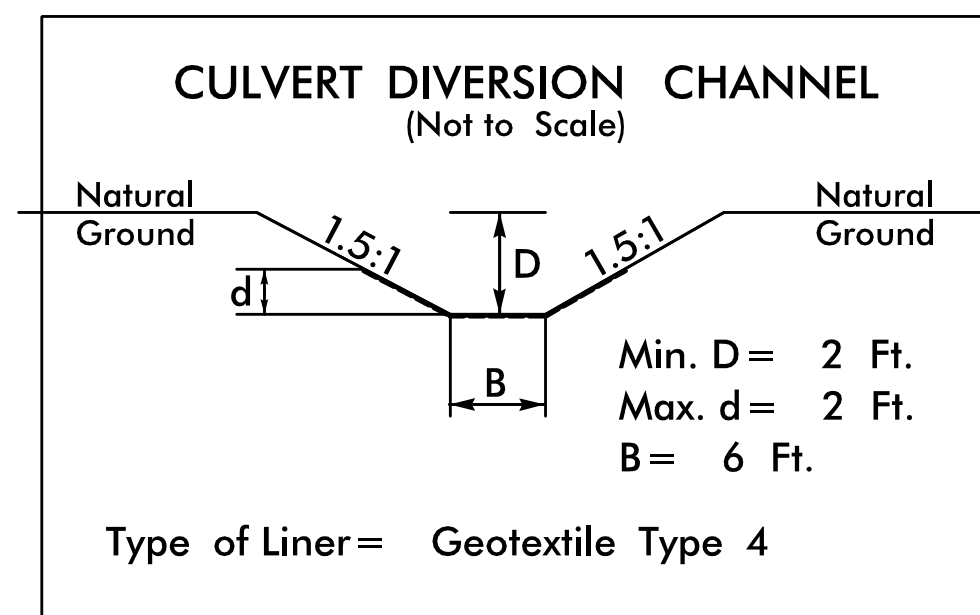 CULVERT DIVERSION CHANNEL
(Not to Scale)
Natural
Ground
Natural
Ground
1.5:1
1.5:1
D
d
B
Min. D = 2 Ft.
Max. d = 2 Ft.
B = 6 Ft.
Type of Liner = Geotextile Type 4